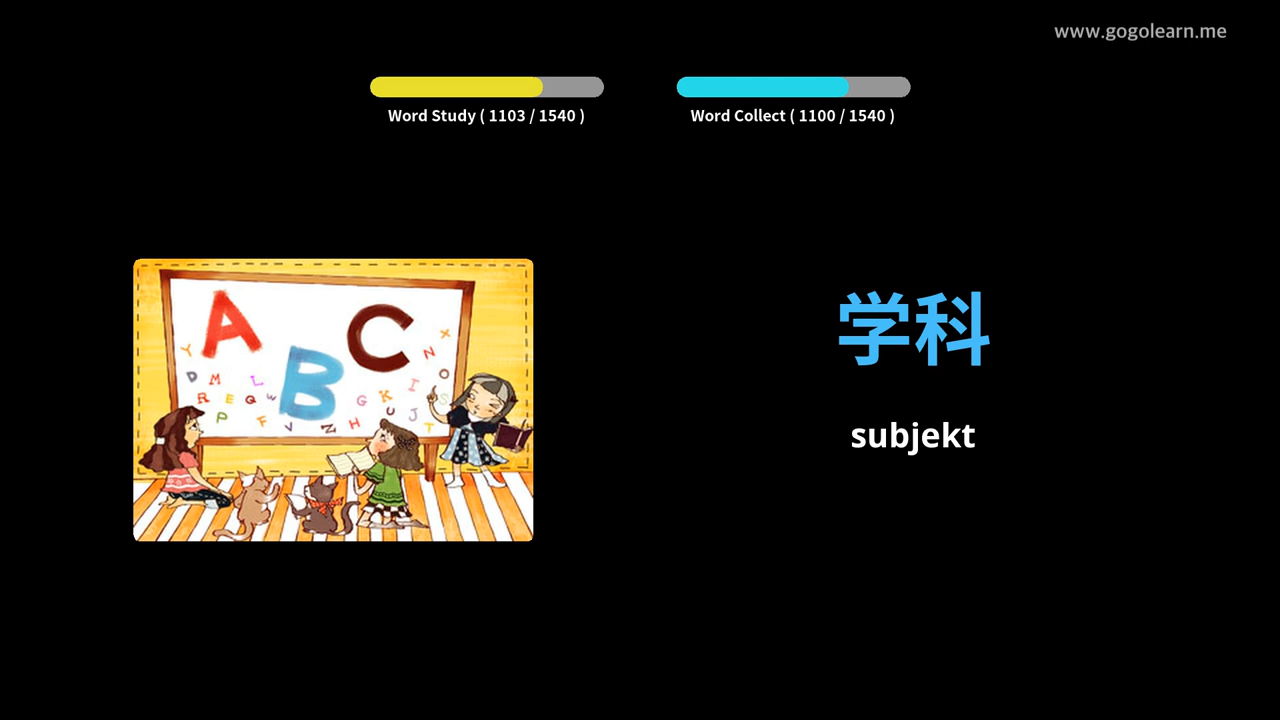 www.gogolearn.me
Word Study ( 1103 / 1540 )
Word Collect ( 1100 / 1540 )
A B C
Y X
N
D M L I O
R E Q W G K S
P F V Z H U J T
学科
subjekt